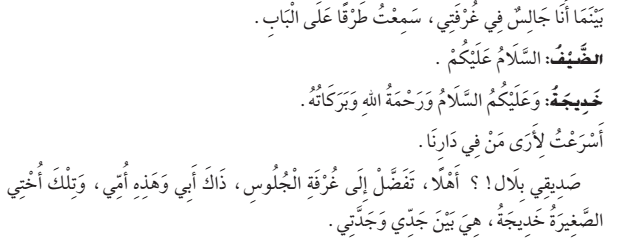 بَيْنَمَا أَنَا جَالِسٌ فِي غُرْفَتِي، سَمِعْتُ طَرْقًا عَلَى الْبَابِ.
الضَّيْفُ: السَّلَامُ عَلَيْكُمْ .
خَدِيجَةُ: وَعَلَيْكُمُ السَّلَامُ وَرَحْمَةُ اللهِ وَبَرَكَاتُهُ.
أَسْرَعْتُ لِأَرَى مَنْ فِي دَارِنَا.
صَدِيقِي بِلَال! ؟ أَهْلًا، تَفَضَّلْ إِلَى غُرْفَةِ الْجُلُوسِ، ذَاكَ أَبِي وَهَذِهِ أُمِّي، وَتِلْكَ أُخْتِي
الصَّغِيرَةُ خَدِيجَةُ، هِيَ بَيْنَ جَدِّي وَجَدَّتِي.